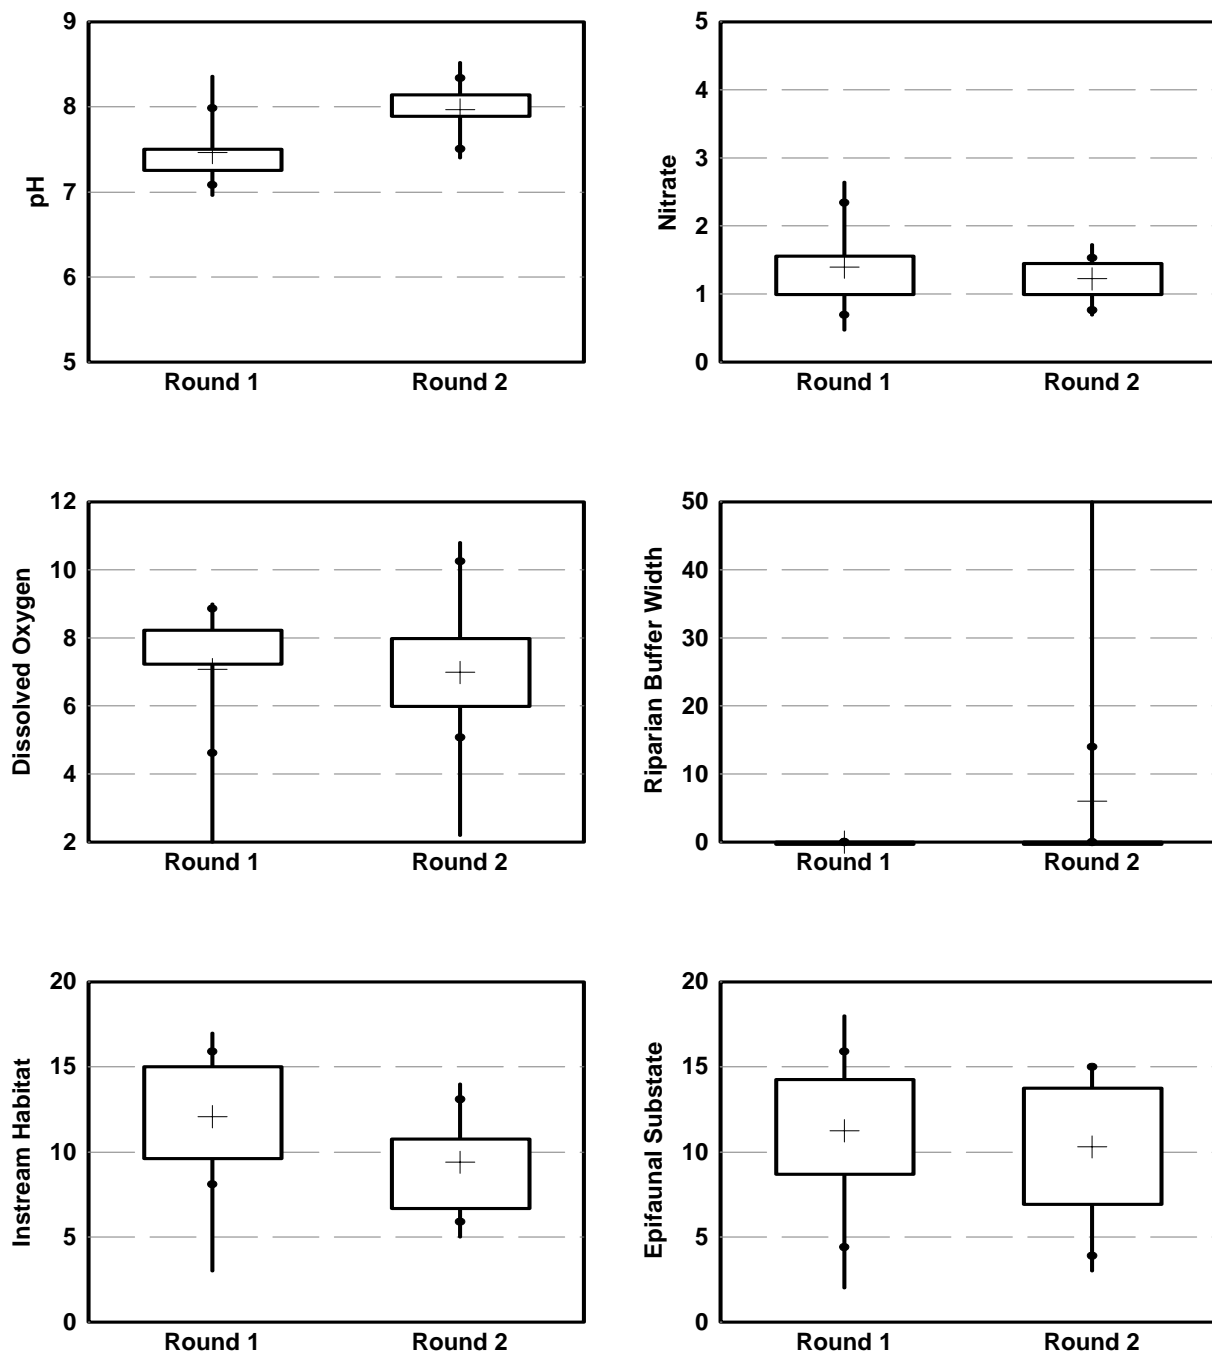 pH
9
8
7
6
5
Round 1
Round 2
Nitrate
5
4
3
2
1
0
Round 1
Round 2
Dissolved Oxygen
12
10
8
6
4
2
Round 1
Round 2
Riparian Buffer Width
50
40
30
20
10
0
Round 1
Round 2
Instream Habitat
20
15
10
5
0
Round 1
Round 2
Epifaunal Substate
20
15
10
5
0
Round 1
Round 2